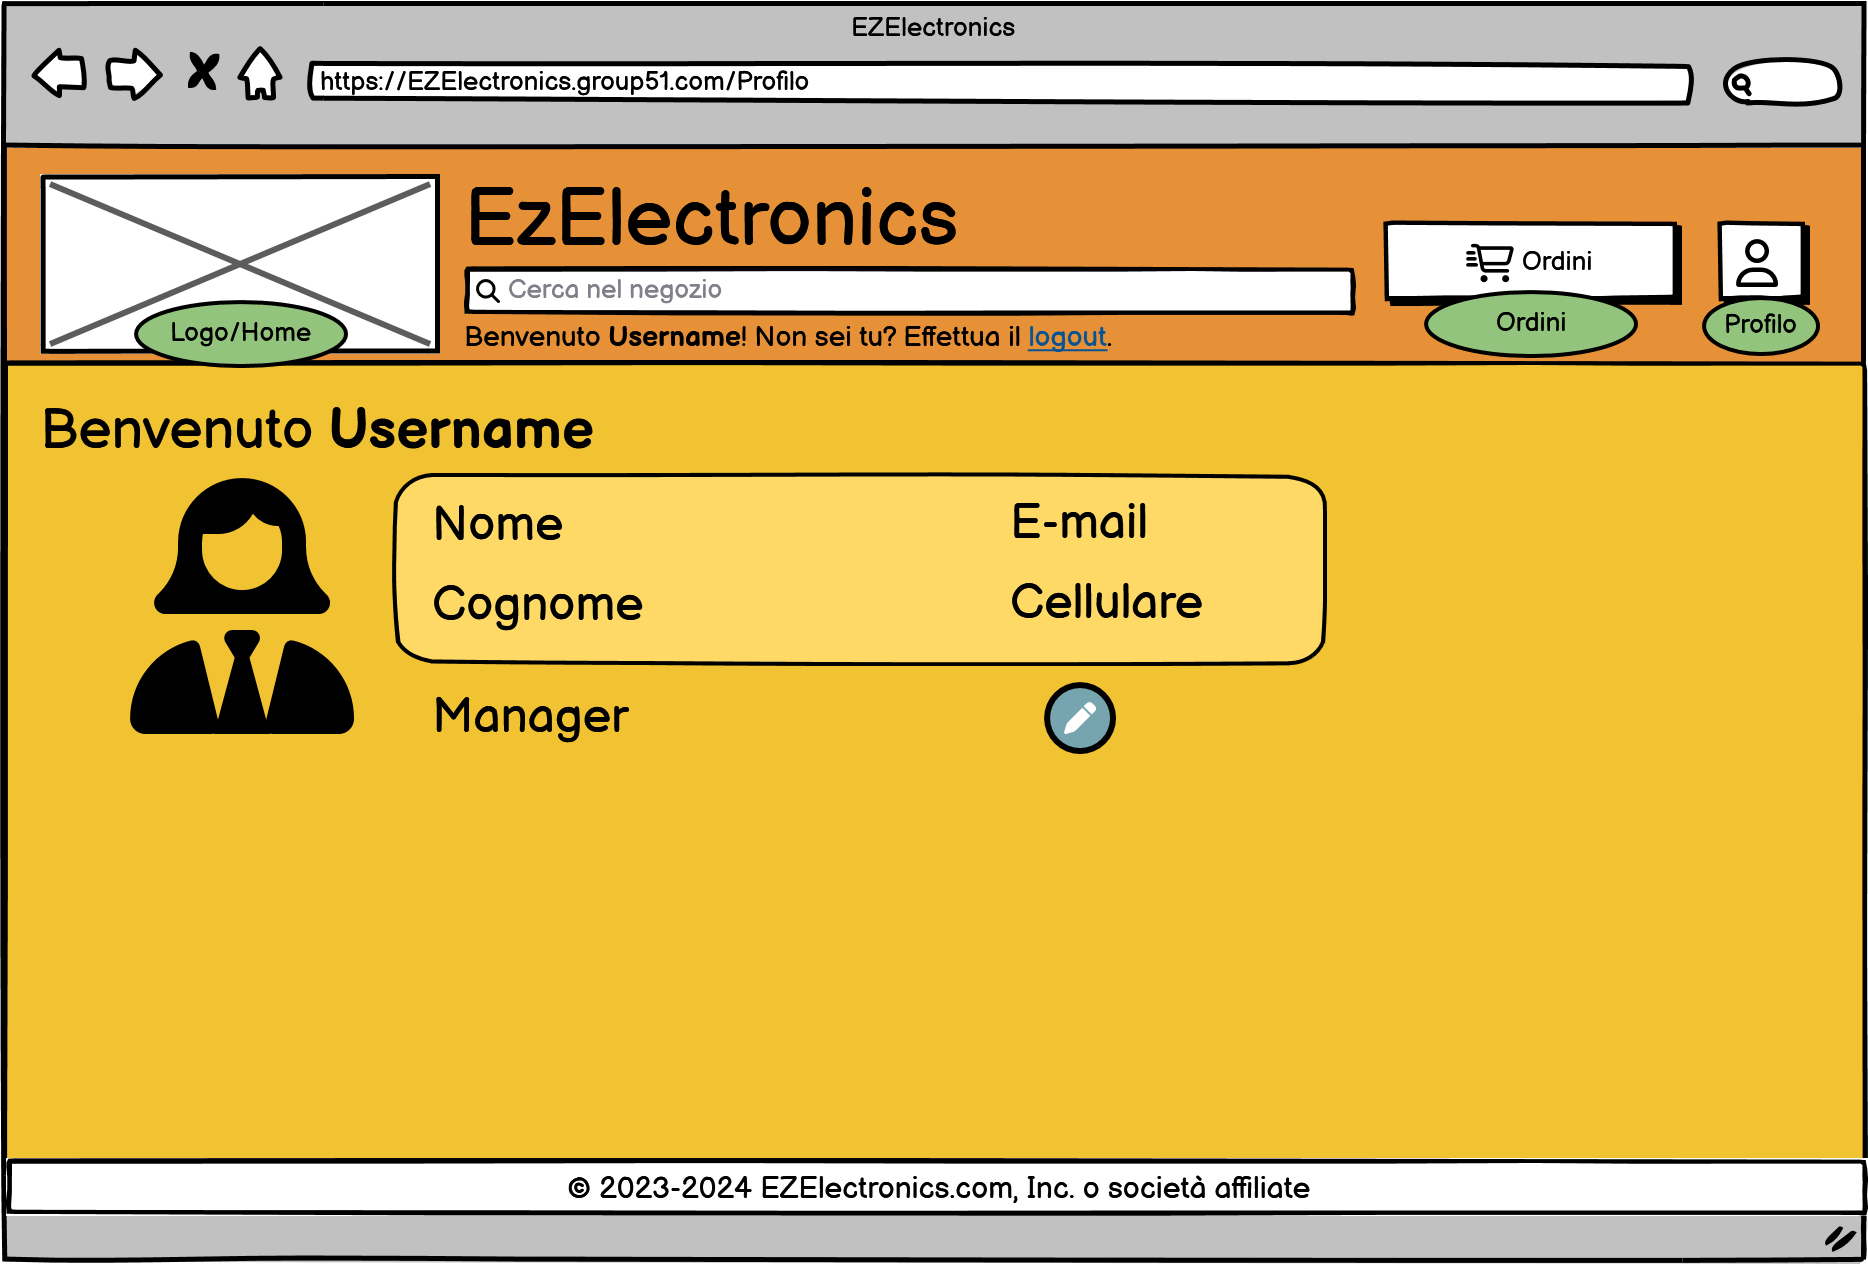 EZElectronics
https://EZElectronics.group51.com/Profilo
EzElectronics
Cerca nel negozio
Benvenuto Username! Non sei tu? Effettua il logout.
Logo/Home
Ordini
Ordini
Profilo
Benvenuto Username
Nome
E-mail
Cognome
Cellulare
Manager
© 2023-2024 EZElectronics.com, Inc. o società affiliate